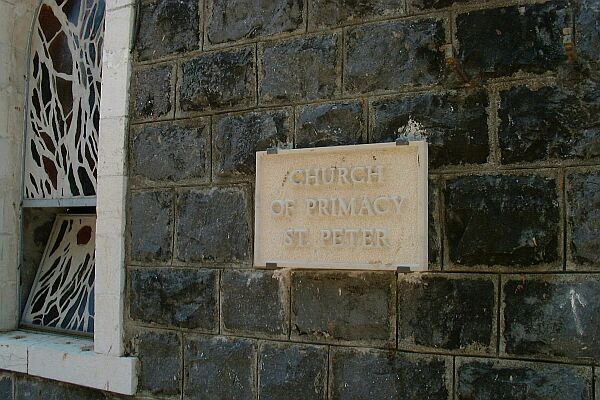 CHURCH
OF PRIMACY
ST. PETER